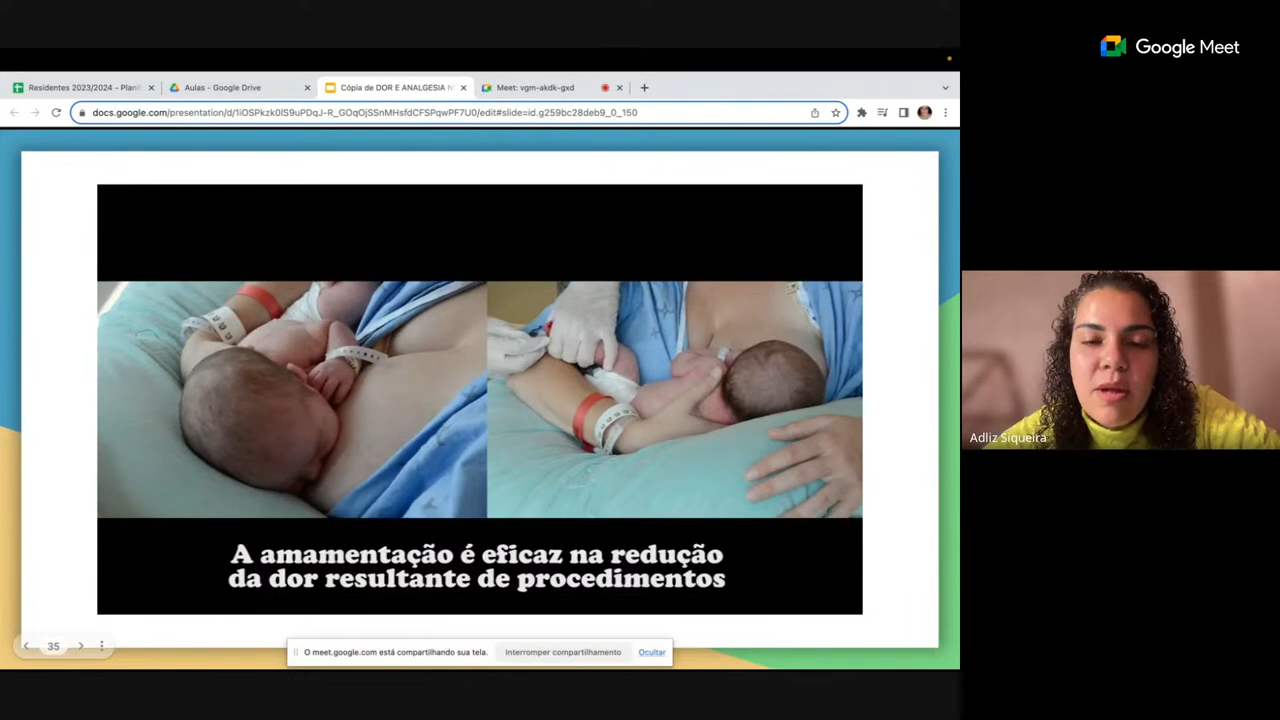 Google Meet
Residentes 2023/2024 - Plani
Aulas - Google Drive
Cópia de DOR E ANALGESIA N
Meet: vgm-akdk-gxd
docs.google.com/presentation/d/1iOSPkzk0lS9uPDqJ-R_GOqOjSSnMHsfdCFSPqwPF7U0/edit#slide=id.g259bc28deb9_0_150
A amamentação é eficaz na redução
da dor resultante de procedimentos
Adliz Siqueira
35
O meet.google.com está compartilhando sua tela.
Interromper compartilhamento
Ocultar